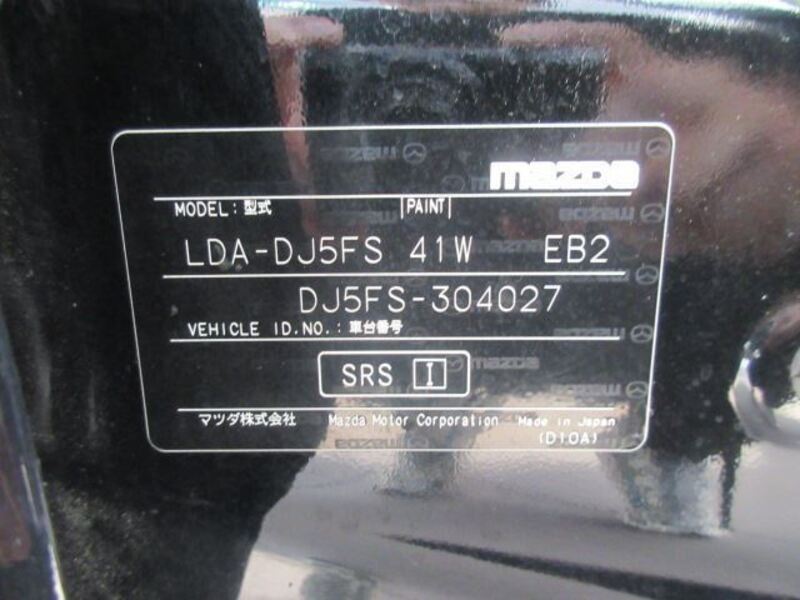 mazda
MODEL：型式 PAINT
LDA-DJ5FS 41W EB2
DJ5FS-304027
VEHICLE ID.NO.：車台番号
SRS I
マツダ株式会社 Mazda Motor Corporation Made in Japan
(D10A)